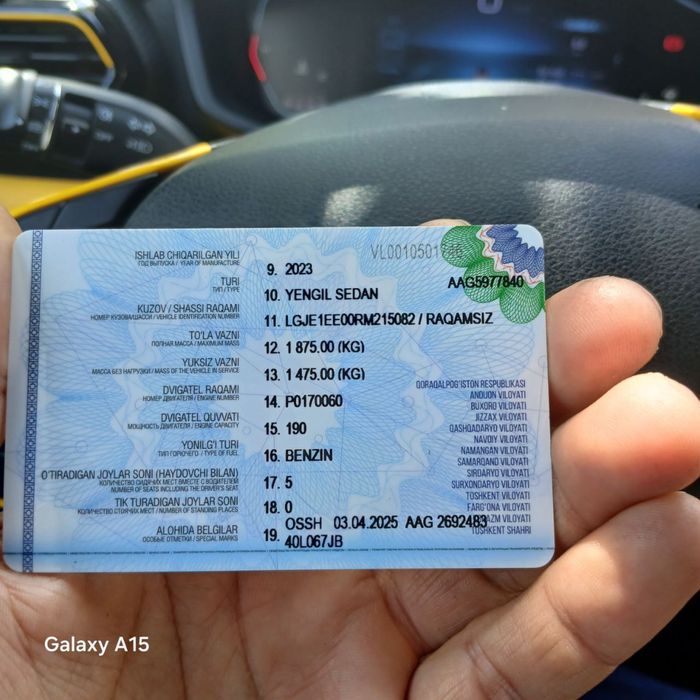 ISHLAB CHIQARILGAN YILI
ГОД ВЫПУСКА / YEAR OF MANUFACTURE
9. 2023
VL0010501
TURI
ТИП / TYPE
10. YENGIL SEDAN
AAG5977840
KUZOV / SHASSI RAQAMI
НОМЕР КУЗОВА/ШАССИ / VEHICLE IDENTIFICATION NUMBER
11. LGJE1EE00RM215082 / RAQAMSIZ
TO'LA VAZNI
ПОЛНАЯ МАССА / MAXIMUM MASS
12. 1 875.00 (KG)
YUKSIZ VAZNI
МАССА БЕЗ НАГРУЗКИ / MASS OF THE VEHICLE IN SERVICE
13. 1 475.00 (KG)
DVIGATEL RAQAMI
НОМЕР ДВИГАТЕЛЯ / ENGINE NUMBER
14. P0170060
DVIGATEL QUVVATI
МОЩНОСТЬ ДВИГАТЕЛЯ / ENGINE CAPACITY
15. 190
YONILG'I TURI
ТИП ГОРЮЧЕГО / TYPE OF FUEL
16. BENZIN
O'TIRADIGAN JOYLAR SONI (HAYDOVCHI BILAN)
КОЛИЧЕСТВО СИДЯЧИХ МЕСТ ВМЕСТЕ С ВОДИТЕЛЕМ
NUMBER OF SEATS INCLUDING THE DRIVER'S SEAT
17. 5
TIK TURADIGAN JOYLAR SONI
КОЛИЧЕСТВО СТОЯЧИХ МЕСТ / NUMBER OF STANDING PLACES
18. 0
ALOHIDA BELGILAR
ОСОБЫЕ ОТМЕТКИ / SPECIAL MARKS
19. OSSH 03.04.2025 AAG 2692483
40L067JB
QORAQALPOG'ISTON RESPUBLIKASI
ANDIJON VILOYATI
BUXORO VILOYATI
JIZZAX VILOYATI
QASHQADARYO VILOYATI
NAVOIY VILOYATI
NAMANGAN VILOYATI
SAMARQAND VILOYATI
SIRDARYO VILOYATI
SURXONDARYO VILOYATI
TOSHKENT VILOYATI
FARG'ONA VILOYATI
VILOYATI
TOSHKENT SHAHRI
Galaxy A15